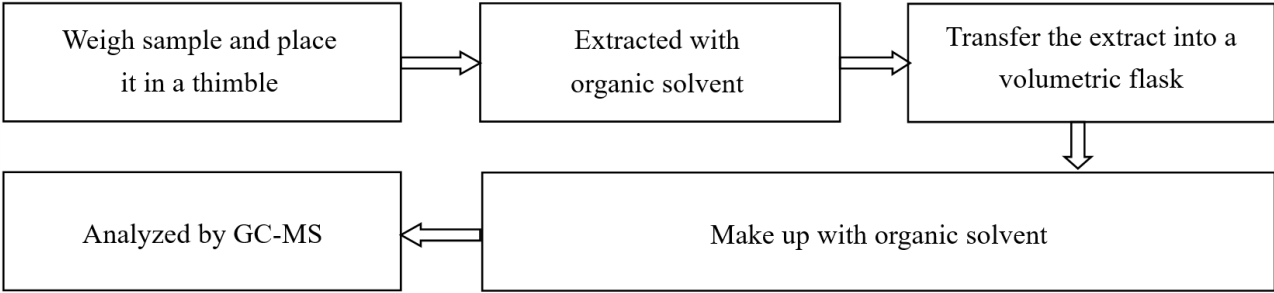 Weigh sample and place
it in a thimble
Extracted with
organic solvent
Transfer the extract into a
volumetric flask
Make up with organic solvent
Analyzed by GC-MS